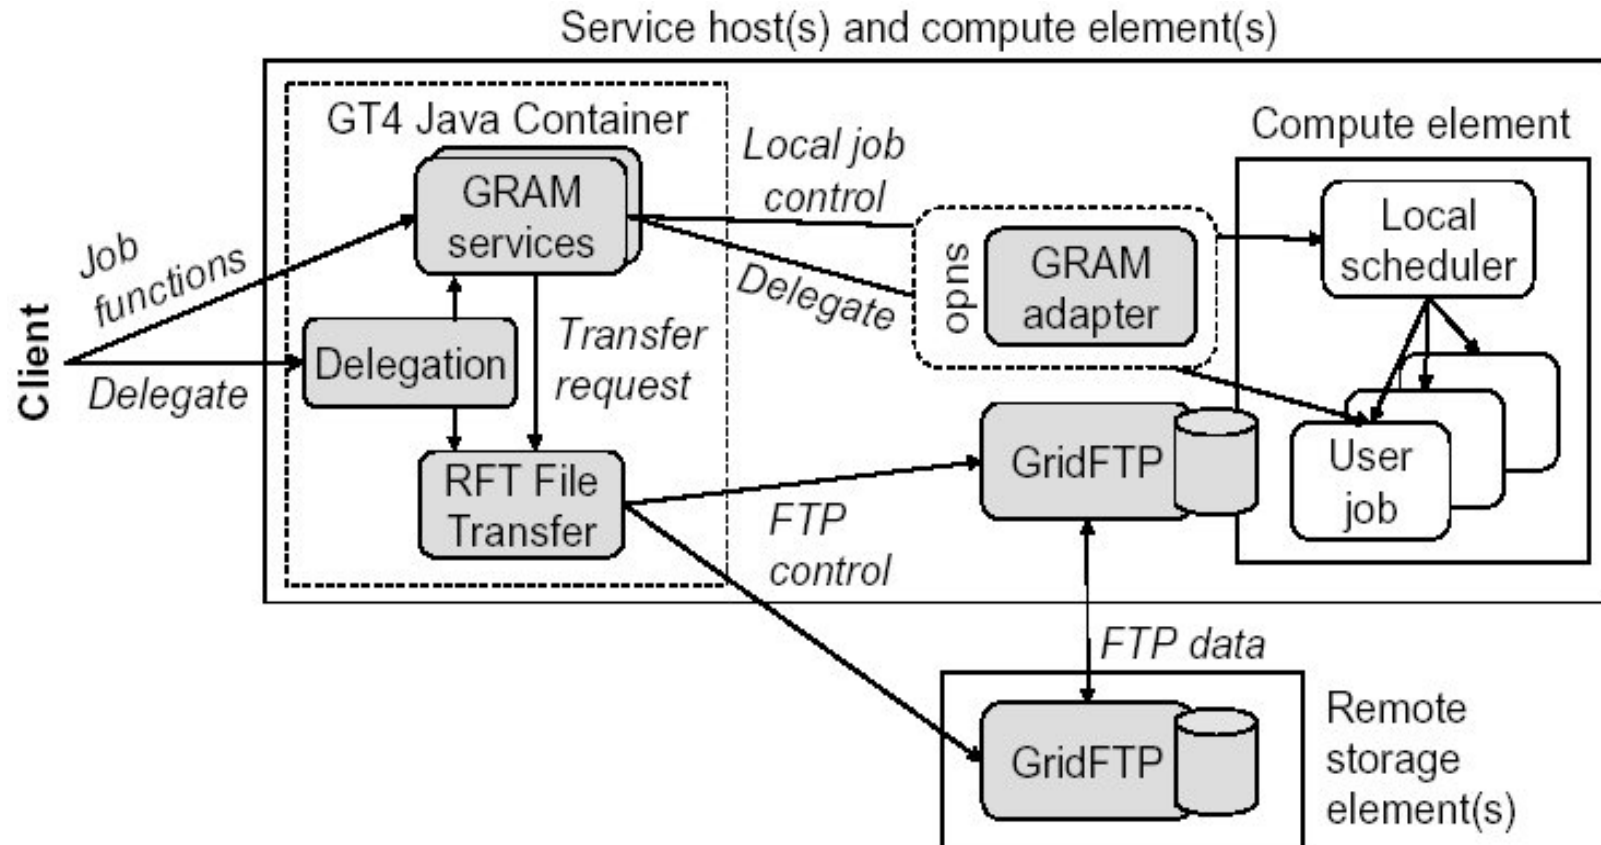 Service host(s) and compute element(s)
GT4 Java Container
GRAM
services
Local job
control
Compute element
Local
scheduler
sudo
GRAM
adapter
Delegate
Job
functions
Client
Delegate
Delegation
Transfer
request
RFT File
Transfer
FTP
control
GridFTP
User
job
FTP data
GridFTP
Remote
storage
element(s)